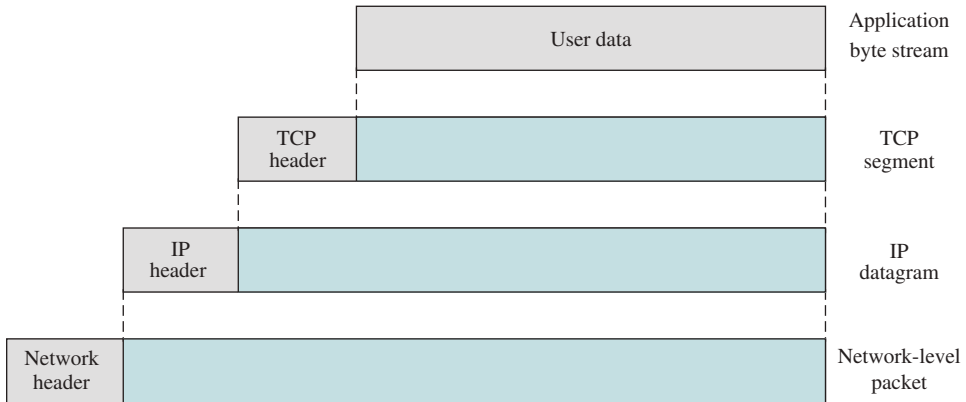 User data
Application
byte stream
TCP
header
TCP
segment
IP
header
IP
datagram
Network
header
Network-level
packet